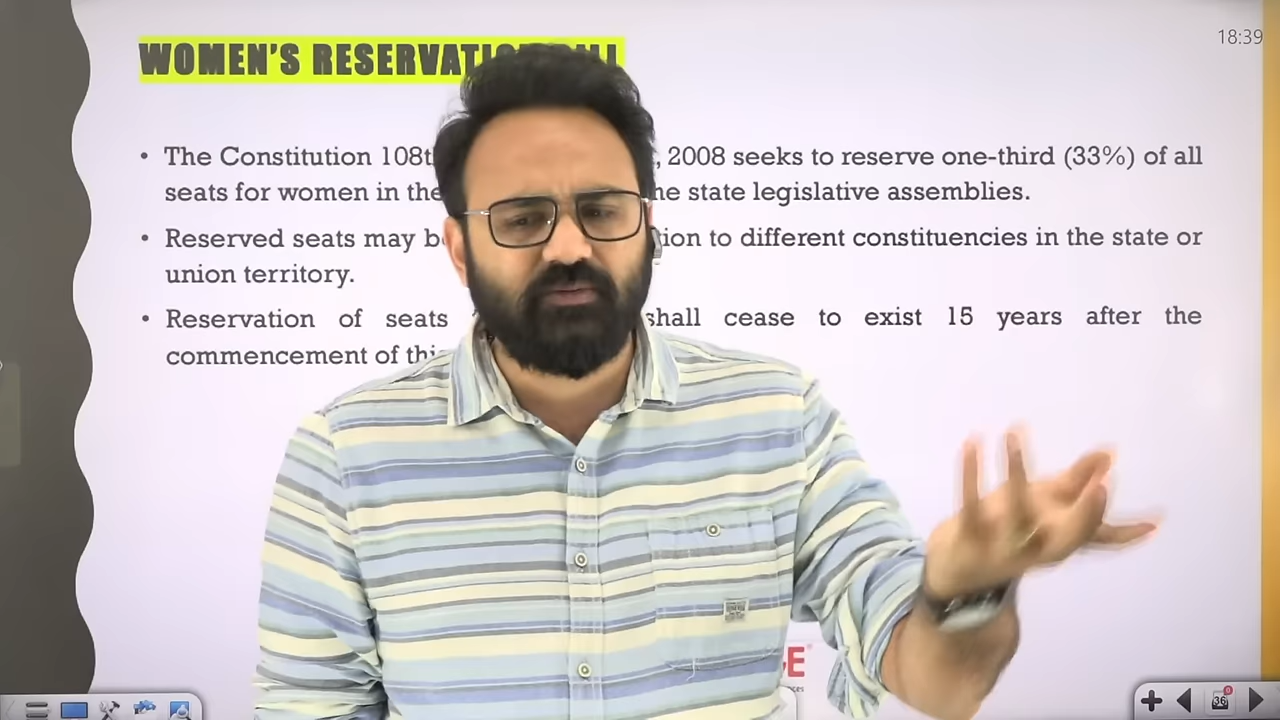 18:39
WOMEN'S RESERVATI
• The Constitution 108t , 2008 seeks to reserve one-third (33%) of all
seats for women in the he state legislative assemblies.
• Reserved seats may b tion to different constituencies in the state or
union territory.
• Reservation of seats shall cease to exist 15 years after the
commencement of this
36